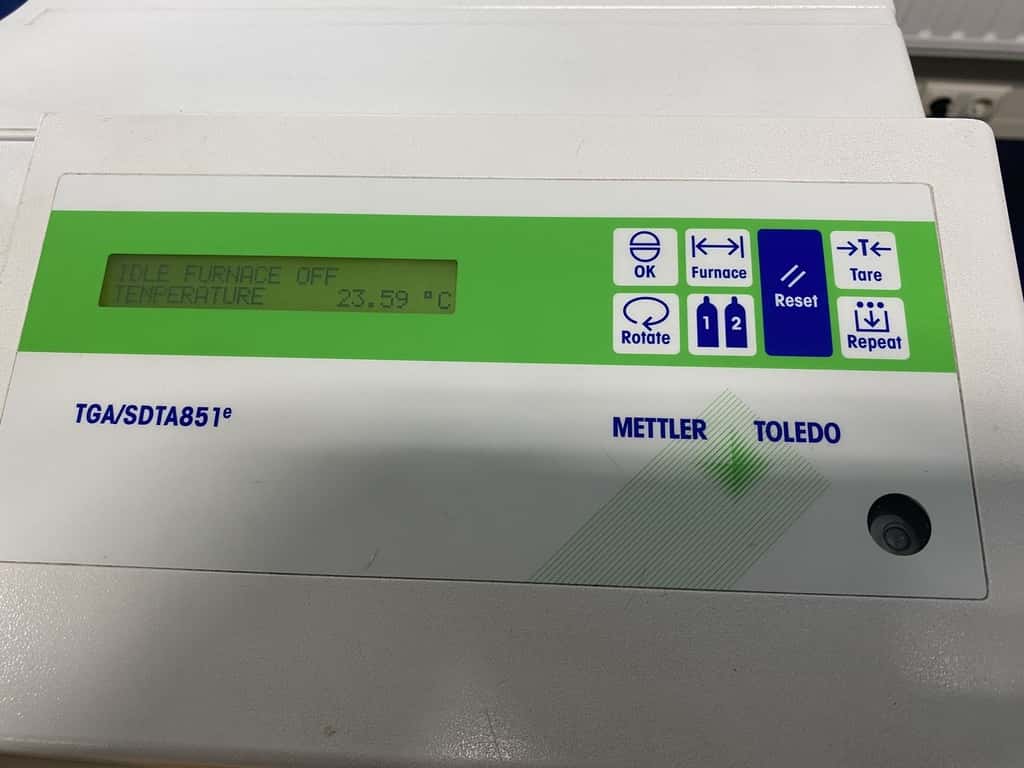 IDLE FURNACE OFF
TEMPERATURE 23.59 °C
OK
Furnace
Reset
→T←
Tare
Rotate
1 2
Repeat
TGA/SDTA851e
METTLER TOLEDO